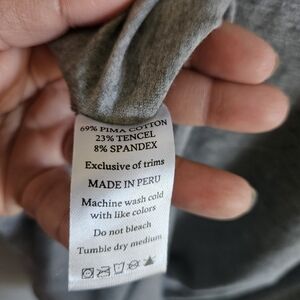 69% PIMA COTTON
23% TENCEL
8% SPANDEX
Exclusive of trims
MADE IN PERU
Machine wash cold
with like colors
Do not bleach
Tumble dry medium